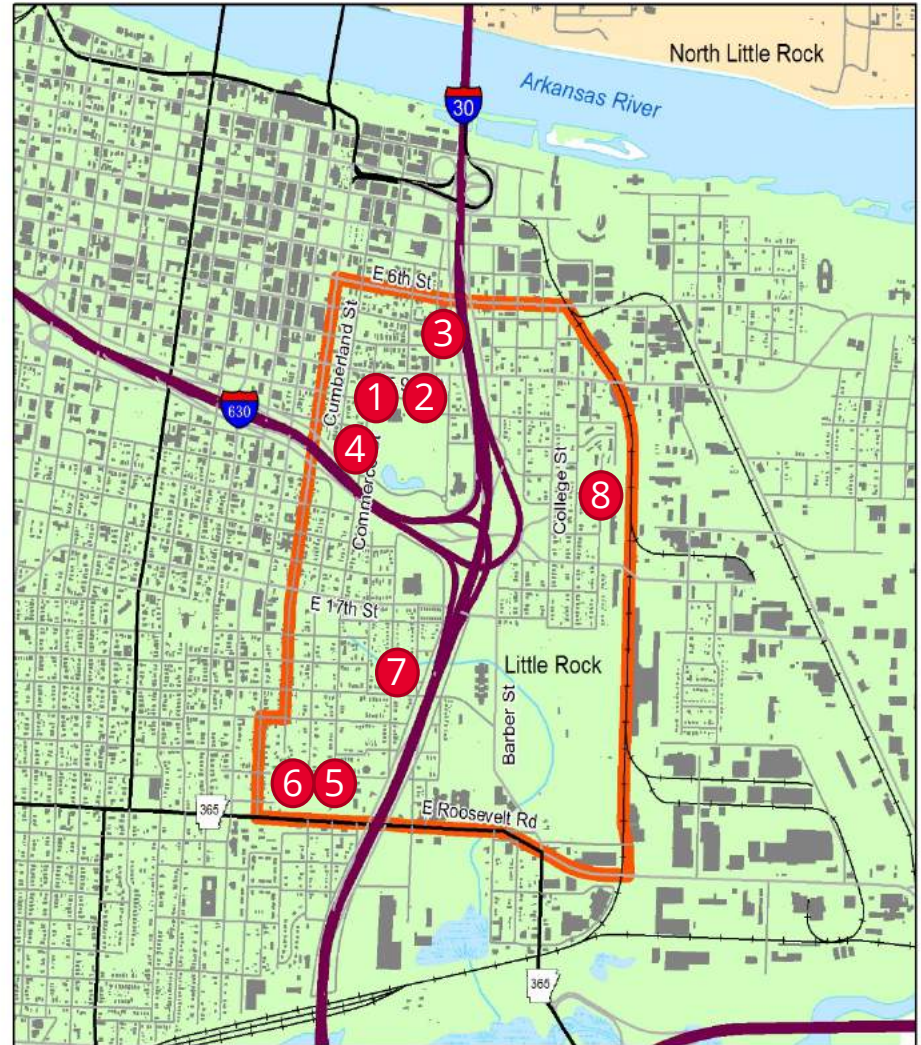 North Little Rock
Arkansas River
30
E 6th St
Cumberland St
3
1
2
630
4
Commerce
College St
8
E 17th St
7
Little Rock
Barber St
6
5
365
E Roosevelt Rd
365